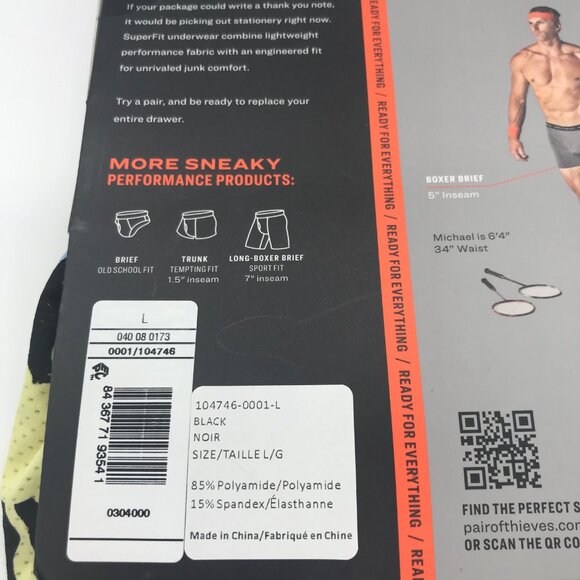 If your package could write a thank you note,
it would be picking out stationery right now.
SuperFit underwear combine lightweight
performance fabric with an engineered fit
for unrivaled junk comfort.
Try a pair, and be ready to replace your
entire drawer.
MORE SNEAKY
PERFORMANCE PRODUCTS:
BRIEF
OLD SCHOOL FIT
TRUNK
TEMPTING FIT
1.5" inseam
LONG-BOXER BRIEF
SPORT FIT
7" inseam
L
040 08 0173
0001/104746
84 367 71 93541
0304000
104746-0001-L
BLACK
NOIR
SIZE/TAILLE L/G
85% Polyamide/Polyamide
15% Spandex/Élasthanne
Made in China/Fabriqué en Chine
READY FOR EVERYTHING / READY FOR EVERYTHING / READY FOR EVERYTHING / READY FOR EVERYTHING / READY
BOXER BRIEF
5" Inseam
Michael is 6'4"
34" Waist
FIND THE PERFECT S
pairofthieves.com
OR SCAN THE QR CO